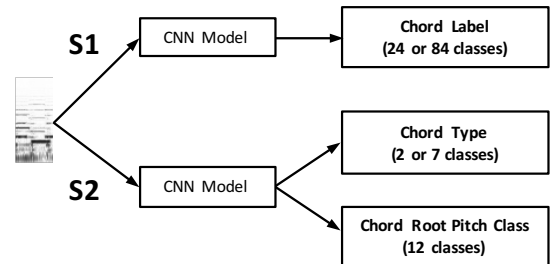 S1
CNN Model
Chord Label
(24 or 84 classes)
S2
CNN Model
Chord Type
(2 or 7 classes)
Chord Root Pitch Class
(12 classes)